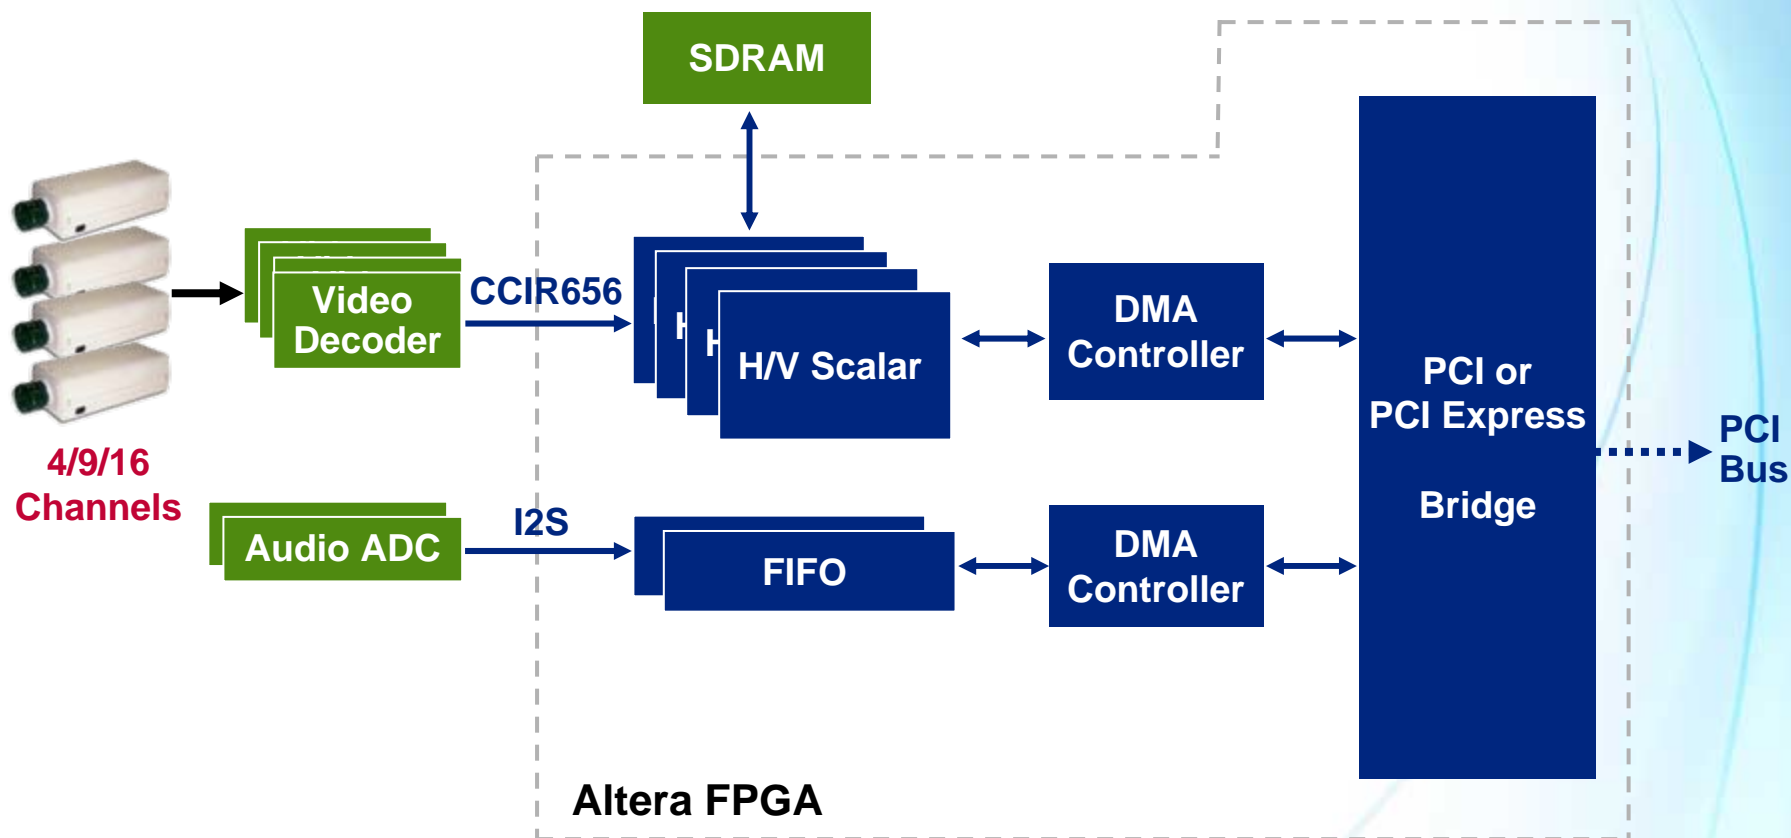 SDRAM
Video
Decoder
CCIR656
H/V Scalar
DMA
Controller
PCI or
PCI Express
Bridge
PCI
Bus
4/9/16
Channels
Audio ADC
I2S
FIFO
DMA
Controller
Altera FPGA